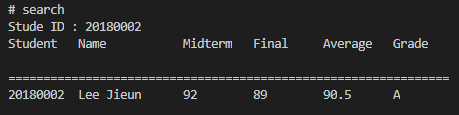 # search
Stude ID : 20180002
Student Name Midterm Final Average Grade
===============================================================
20180002 Lee Jieun 92 89 90.5 A